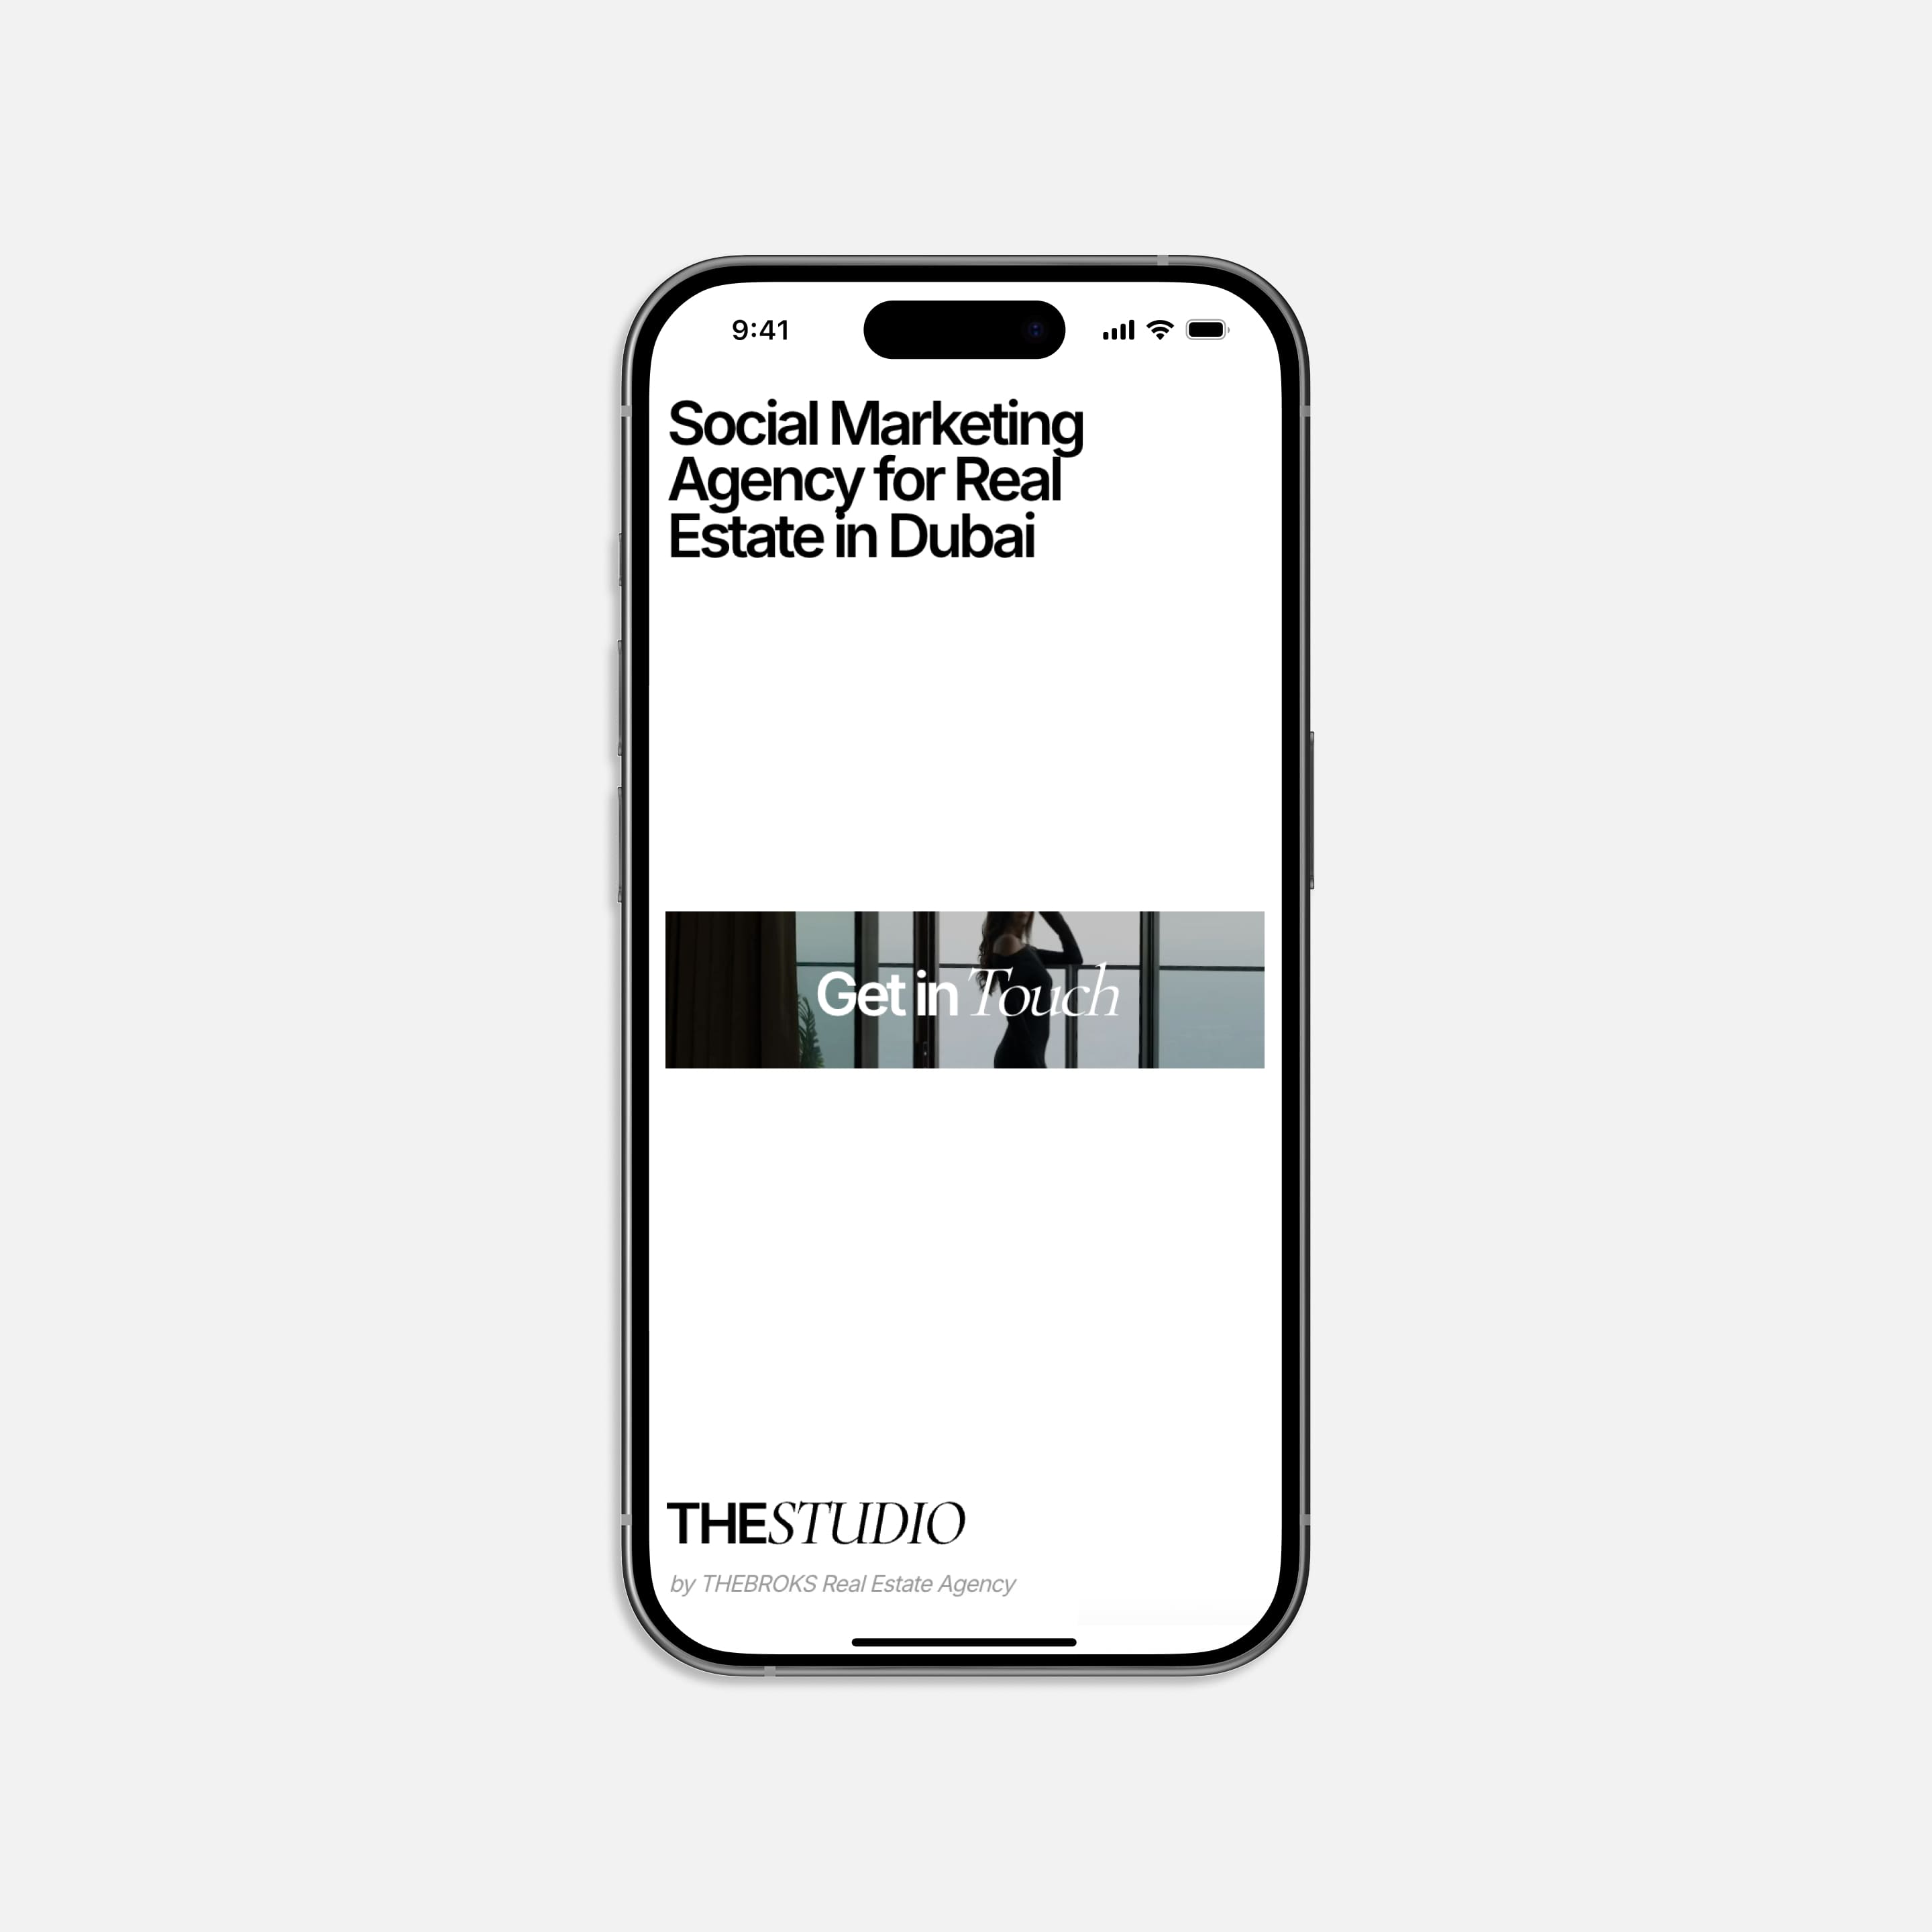 9:41
Social Marketing
Agency for Real
Estate in Dubai
Get in Touch
THESTUDIO
by THEBROKS Real Estate Agency